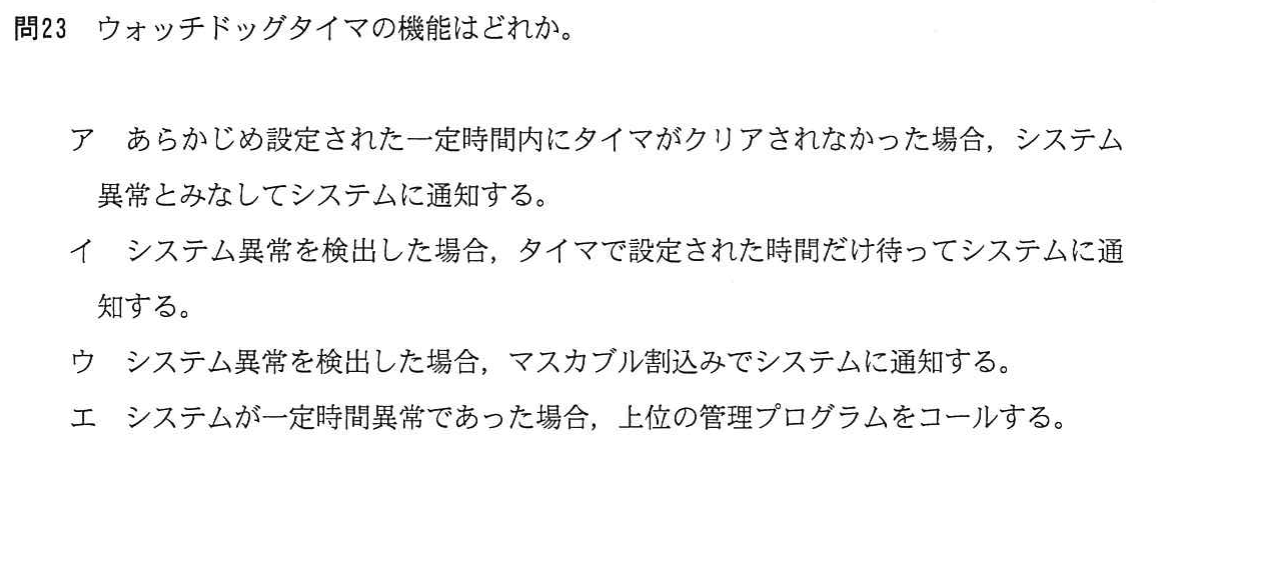 問23 ウォッチドッグタイマの機能はどれか。
ア あらかじめ設定された一定時間内にタイマがクリアされなかった場合，システム
異常とみなしてシステムに通知する。
イ システム異常を検出した場合，タイマで設定された時間だけ待ってシステムに通
知する。
ウ システム異常を検出した場合，マスカブル割込みでシステムに通知する。
エ システムが一定時間異常であった場合，上位の管理プログラムをコールする。